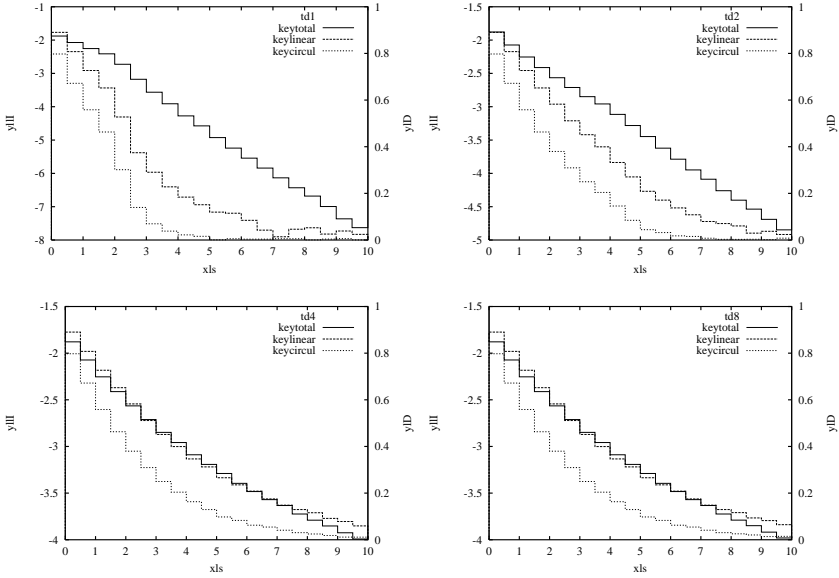 td1
keytotal
keylinear
keycircul
-1
-2
-3
-4
-5
-6
-7
-8
1
0.8
0.6
0.4
0.2
0
ylII
ylD
0 1 2 3 4 5 6 7 8 9 10
xls
td2
keytotal
keylinear
keycircul
-1.5
-2
-2.5
-3
-3.5
-4
-4.5
-5
1
0.8
0.6
0.4
0.2
0
ylII
ylD
0 1 2 3 4 5 6 7 8 9 10
xls
td4
keytotal
keylinear
keycircul
-1.5
-2
-2.5
-3
-3.5
-4
1
0.8
0.6
0.4
0.2
0
ylII
ylD
0 1 2 3 4 5 6 7 8 9 10
xls
td8
keytotal
keylinear
keycircul
-1.5
-2
-2.5
-3
-3.5
-4
1
0.8
0.6
0.4
0.2
0
ylII
ylD
0 1 2 3 4 5 6 7 8 9 10
xls